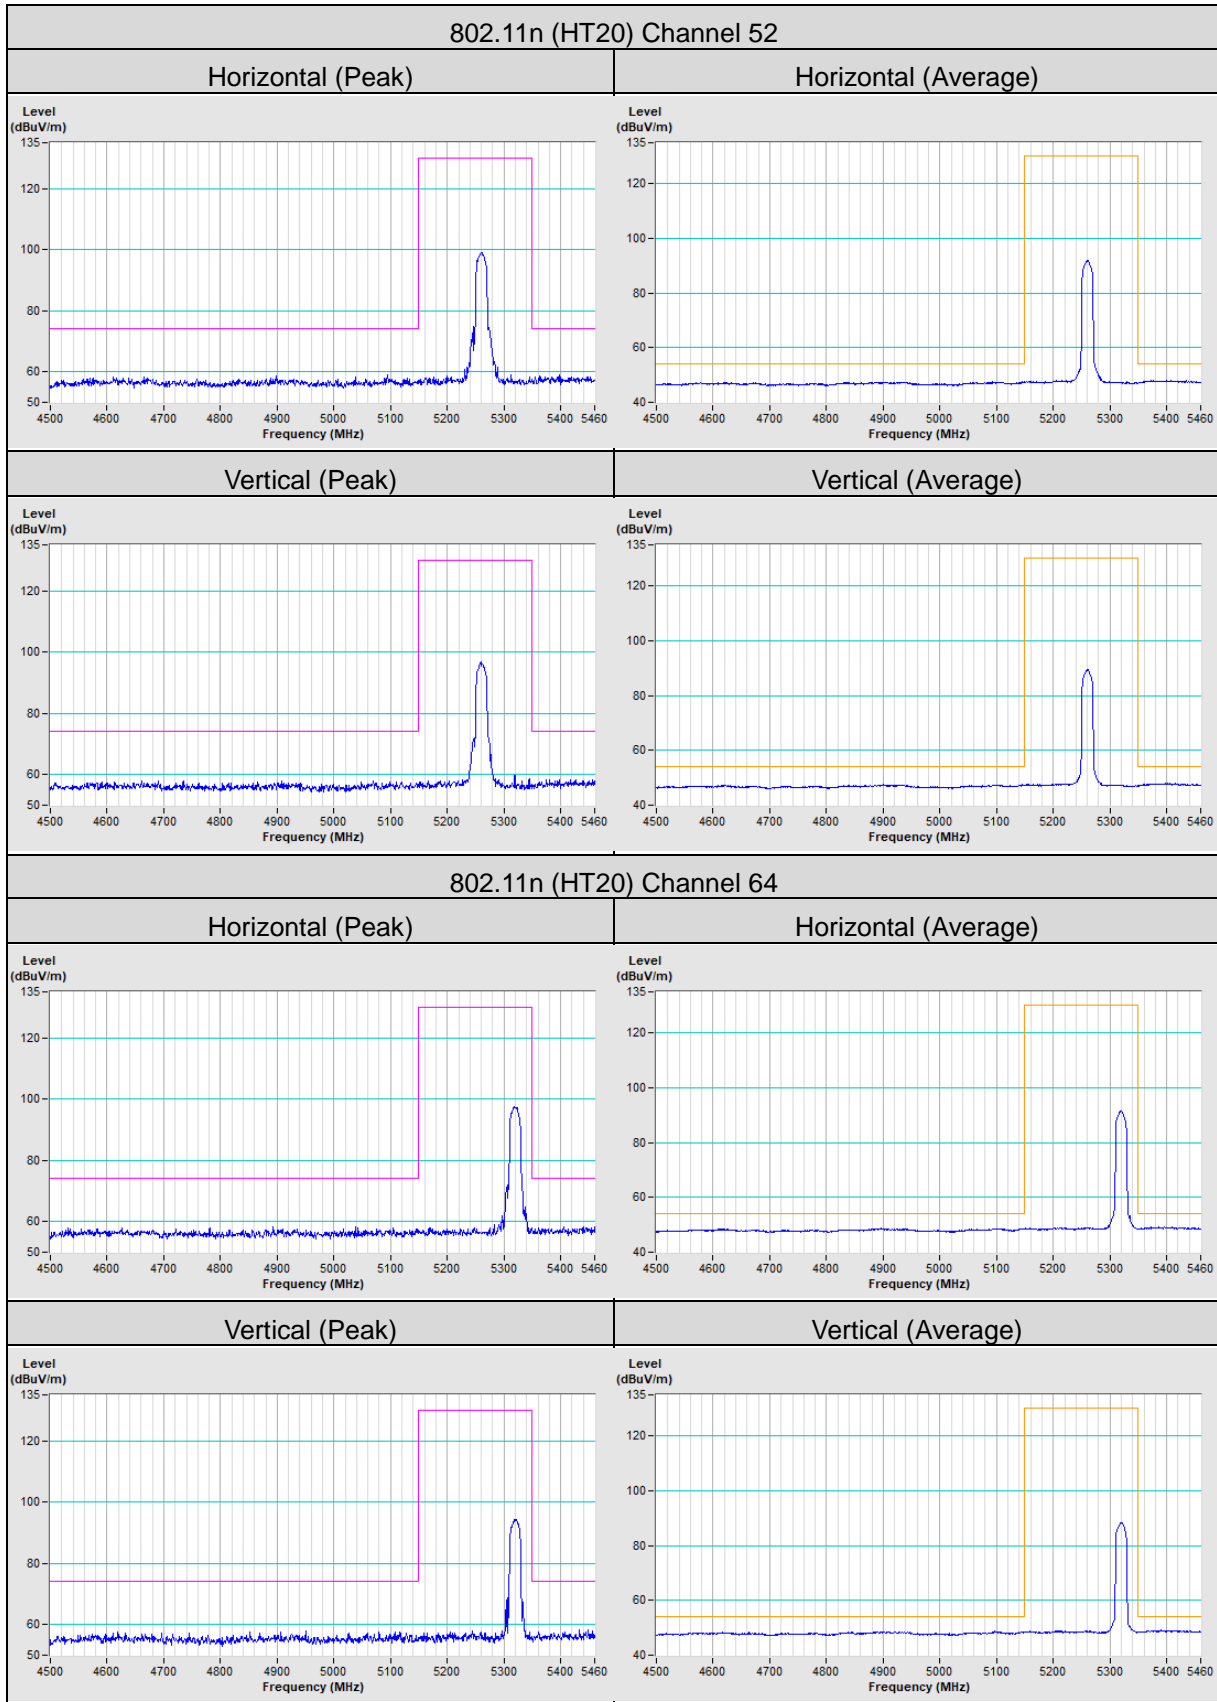 802.11n (HT20) Channel 52
Horizontal (Peak)
Horizontal (Average)
Level
(dBuV/m)
135
120
100
80
60
50
4500 4600 4700 4800 4900 5000 5100 5200 5300 5400 5460
Frequency (MHz)
Level
(dBuV/m)
135
120
100
80
60
40
4500 4600 4700 4800 4900 5000 5100 5200 5300 5400 5460
Frequency (MHz)
Vertical (Peak)
Vertical (Average)
Level
(dBuV/m)
135
120
100
80
60
50
4500 4600 4700 4800 4900 5000 5100 5200 5300 5400 5460
Frequency (MHz)
Level
(dBuV/m)
135
120
100
80
60
40
4500 4600 4700 4800 4900 5000 5100 5200 5300 5400 5460
Frequency (MHz)
802.11n (HT20) Channel 64
Horizontal (Peak)
Horizontal (Average)
Level
(dBuV/m)
135
120
100
80
60
50
4500 4600 4700 4800 4900 5000 5100 5200 5300 5400 5460
Frequency (MHz)
Level
(dBuV/m)
135
120
100
80
60
40
4500 4600 4700 4800 4900 5000 5100 5200 5300 5400 5460
Frequency (MHz)
Vertical (Peak)
Vertical (Average)
Level
(dBuV/m)
135
120
100
80
60
50
4500 4600 4700 4800 4900 5000 5100 5200 5300 5400 5460
Frequency (MHz)
Level
(dBuV/m)
135
120
100
80
60
40
4500 4600 4700 4800 4900 5000 5100 5200 5300 5400 5460
Frequency (MHz)